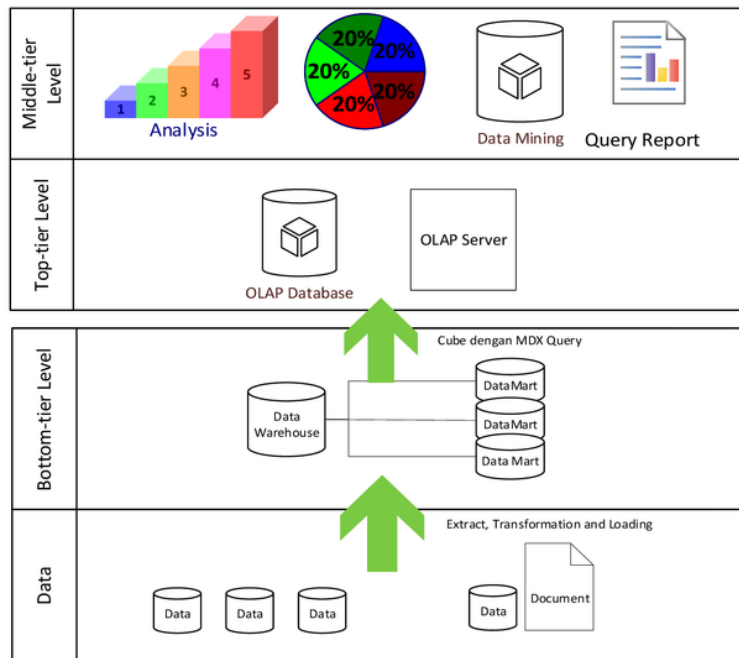 Middle-tier
Level
1
2
3
4
5
Analysis
20%
20%
20%
20%
20%
Data Mining
Query Report
Top-tier Level
OLAP Database
OLAP Server
Bottom-tier Level
Cube dengan MDX Query
Data
Warehouse
DataMart
DataMart
Data Mart
Data
Extract, Transformation and Loading
Data
Data
Data
Data
Document